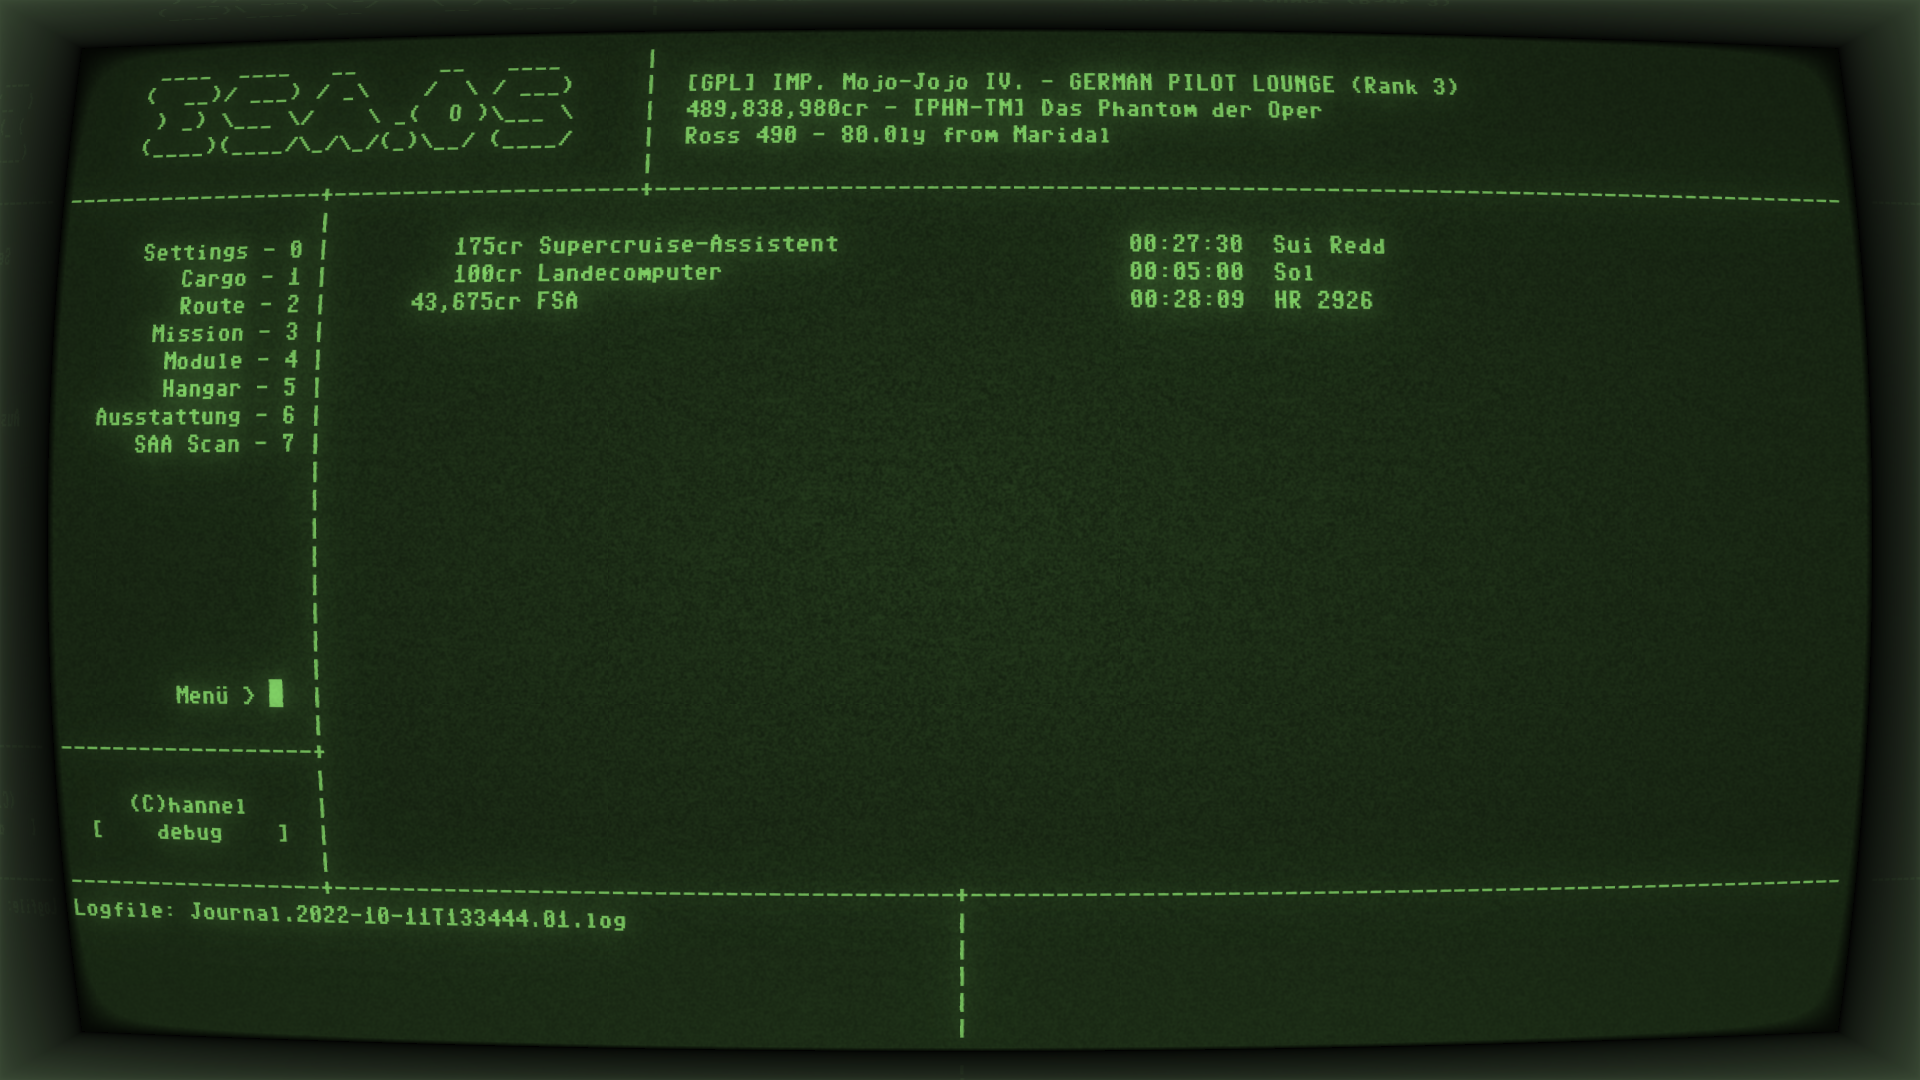 ESA.OS
[GPL] IMP. Mojo-Jojo IV. - GERMAN PILOT LOUNGE (Rank 3)
489,838,980cr - [PHN-TM] Das Phantom der Oper
Ross 490 - 80.01y from Maridal
Settings - 0
Cargo - 1
Route - 2
Mission - 3
Module - 4
Hangar - 5
Ausstattung - 6
SAA Scan - 7
175cr Supercruise-Assistent 00:27:30 Sui Redd
100cr Landecomputer 00:05:00 Sol
43,675cr FSA 00:28:09 HR 2926
Menü >
(C)hannel
[ debug ]
Logfile: Journal.2022-10-11T133444.01.log